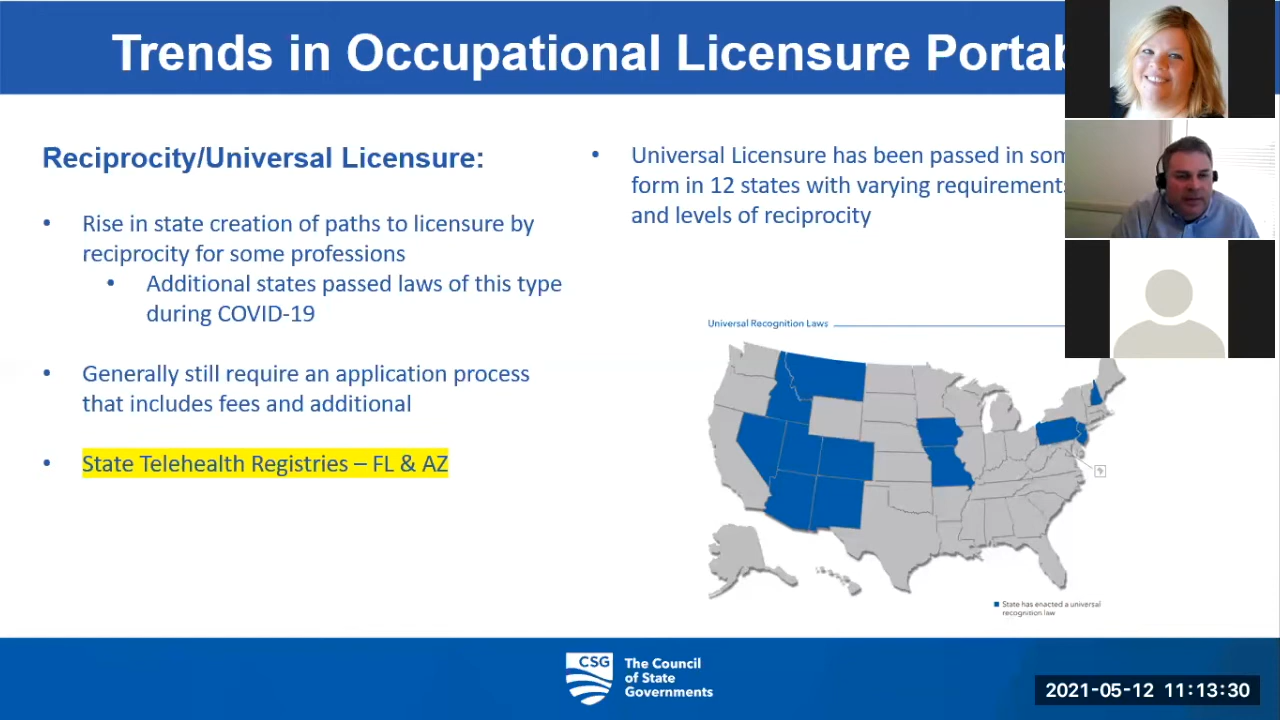 Trends in Occupational Licensure Portab
Reciprocity/Universal Licensure:
• Rise in state creation of paths to licensure by
reciprocity for some professions
• Additional states passed laws of this type
during COVID-19
• Generally still require an application process
that includes fees and additional
• State Telehealth Registries – FL & AZ
• Universal Licensure has been passed in som
form in 12 states with varying requirements
and levels of reciprocity
Universal Recognition Laws
State has enacted a universal
recognition law
CSG
The Council
of State
Governments
2021-05-12 11:13:30